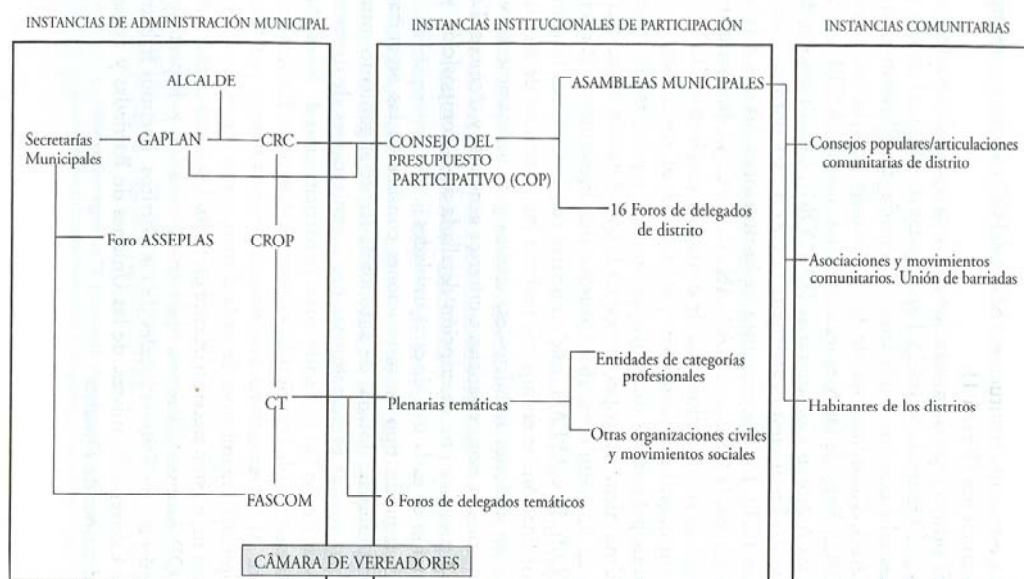 INSTANCIAS DE ADMINISTRACIÓN MUNICIPAL
INSTANCIAS INSTITUCIONALES DE PARTICIPACIÓN
INSTANCIAS COMUNITARIAS
ALCALDE
Secretarías
Municipales
GAPLAN
CRC
Foro ASSEPLAS
CROP
CT
FASCOM
CONSEJO DEL
PRESUPUESTO
PARTICIPATIVO (COP)
ASAMBLEAS MUNICIPALES
16 Foros de delegados
de distrito
Plenarias temáticas
Entidades de categorías
profesionales
Otras organizaciones civiles
y movimientos sociales
6 Foros de delegados temáticos
Consejos populares/articulaciones
comunitarias de distrito
Asociaciones y movimientos
comunitarios. Unión de barriadas
Habitantes de los distritos
CÂMARA DE VEREADORES